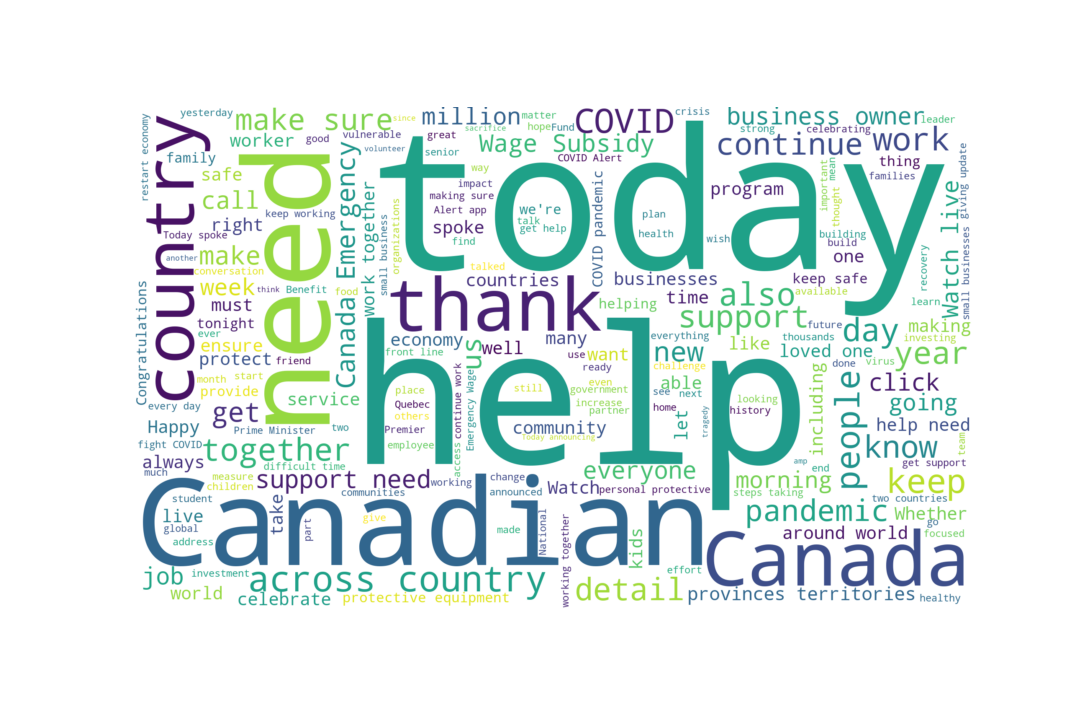 yesterday
make sure
since
million
COVID
crisis
business owner
leader
restart economy
country
worker
good
vulnerable
great
sacrifice
matter
hope
Fund
Wage Subsidy
strong
celebrating
continue
work
need
today
volunteer
senior
COVID Alert
family
safe
call
right
keep working
Canada Emergency
work together
organizations
way
impact
making sure
Alert app
spoke
find
we're
talk
get help
COVID pandemic
plan
health
wish
program
important
thought
mean
thing
families
one
building
build
Watch live
small businesses giving update
Today spoke
another
make
conversation
week
think
Benefit
small business
food
talked
countries
businesses
keep safe
available
recovery
learn
must
tonight
ever
ensure
protect
friend
Congratulations
thank
helping
time
also
support
future
day
making
investing
economy
us
well
many
everything
new
like
thousands
loved one
virus
done
year
front line
use
want
ready
challenge
month
start
provide
service
help
place
Quebec
others
Premier
employee
continue work
Emergency Wage
access
still
even
government
increase
partner
see
next
home
able
let
tragedy
looking
history
including
people
click
going
every day
Happy
get
Prime Minister
two
fight COVID
together
always
much
difficult time
community
Today announcing
everyone
morning
amp
end
steps taking
know
help need
get support
team
measure
children
support need
working
change
announced
Watch
personal protective
pandemic
keep
two countries
Whether
go
focused
student
live
global
address
take
part
communities
give
Canadian
made
National
working together
kids
effort
around world
Canada
job
investment
across country
world
celebrate
protective equipment
detail
provinces territories
healthy